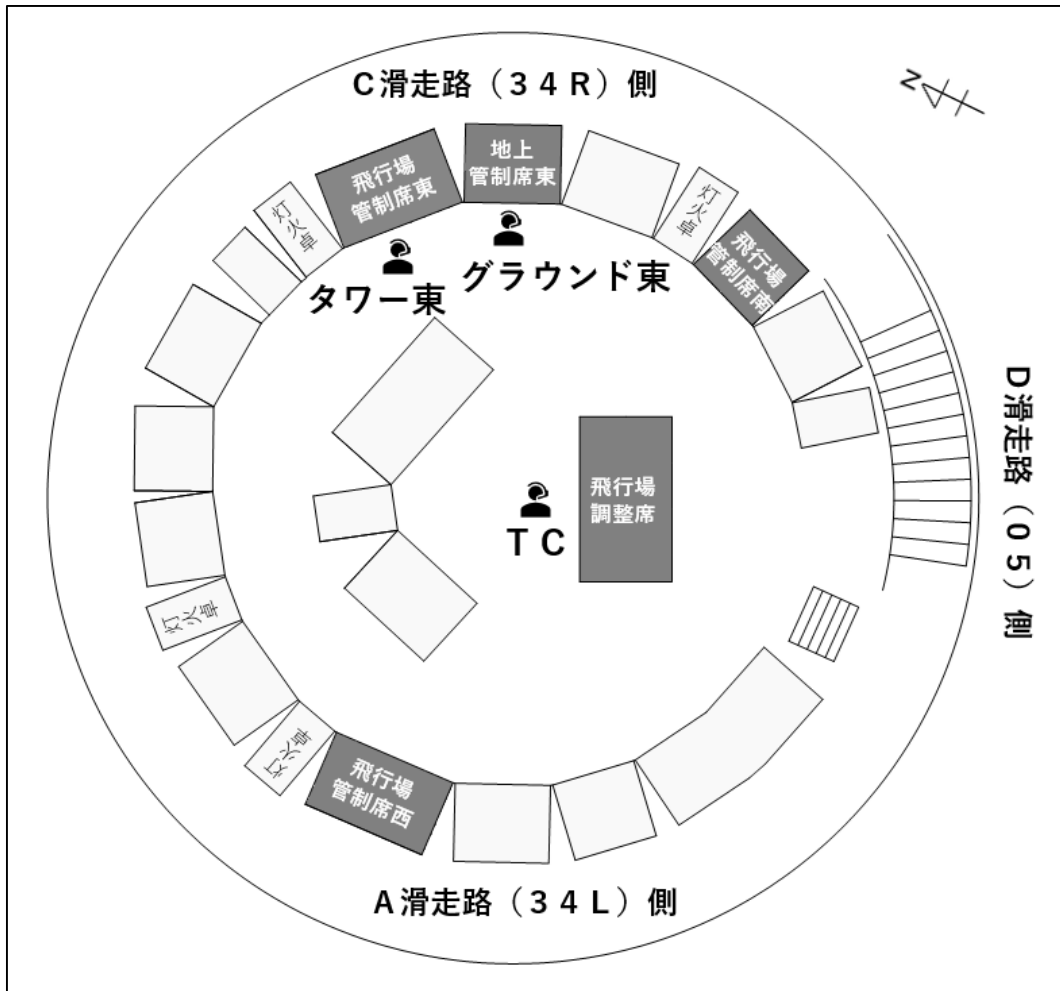 C滑走路(34R)側
N
飛行場
管制席東
地上
管制席東
灯火卓
灯火卓
飛行場
管制席南
タワー東
グラウンド東
D滑走路(05)側
飛行場
調整席
TC
灯火卓
灯火卓
飛行場
管制席西
A滑走路(34L)側